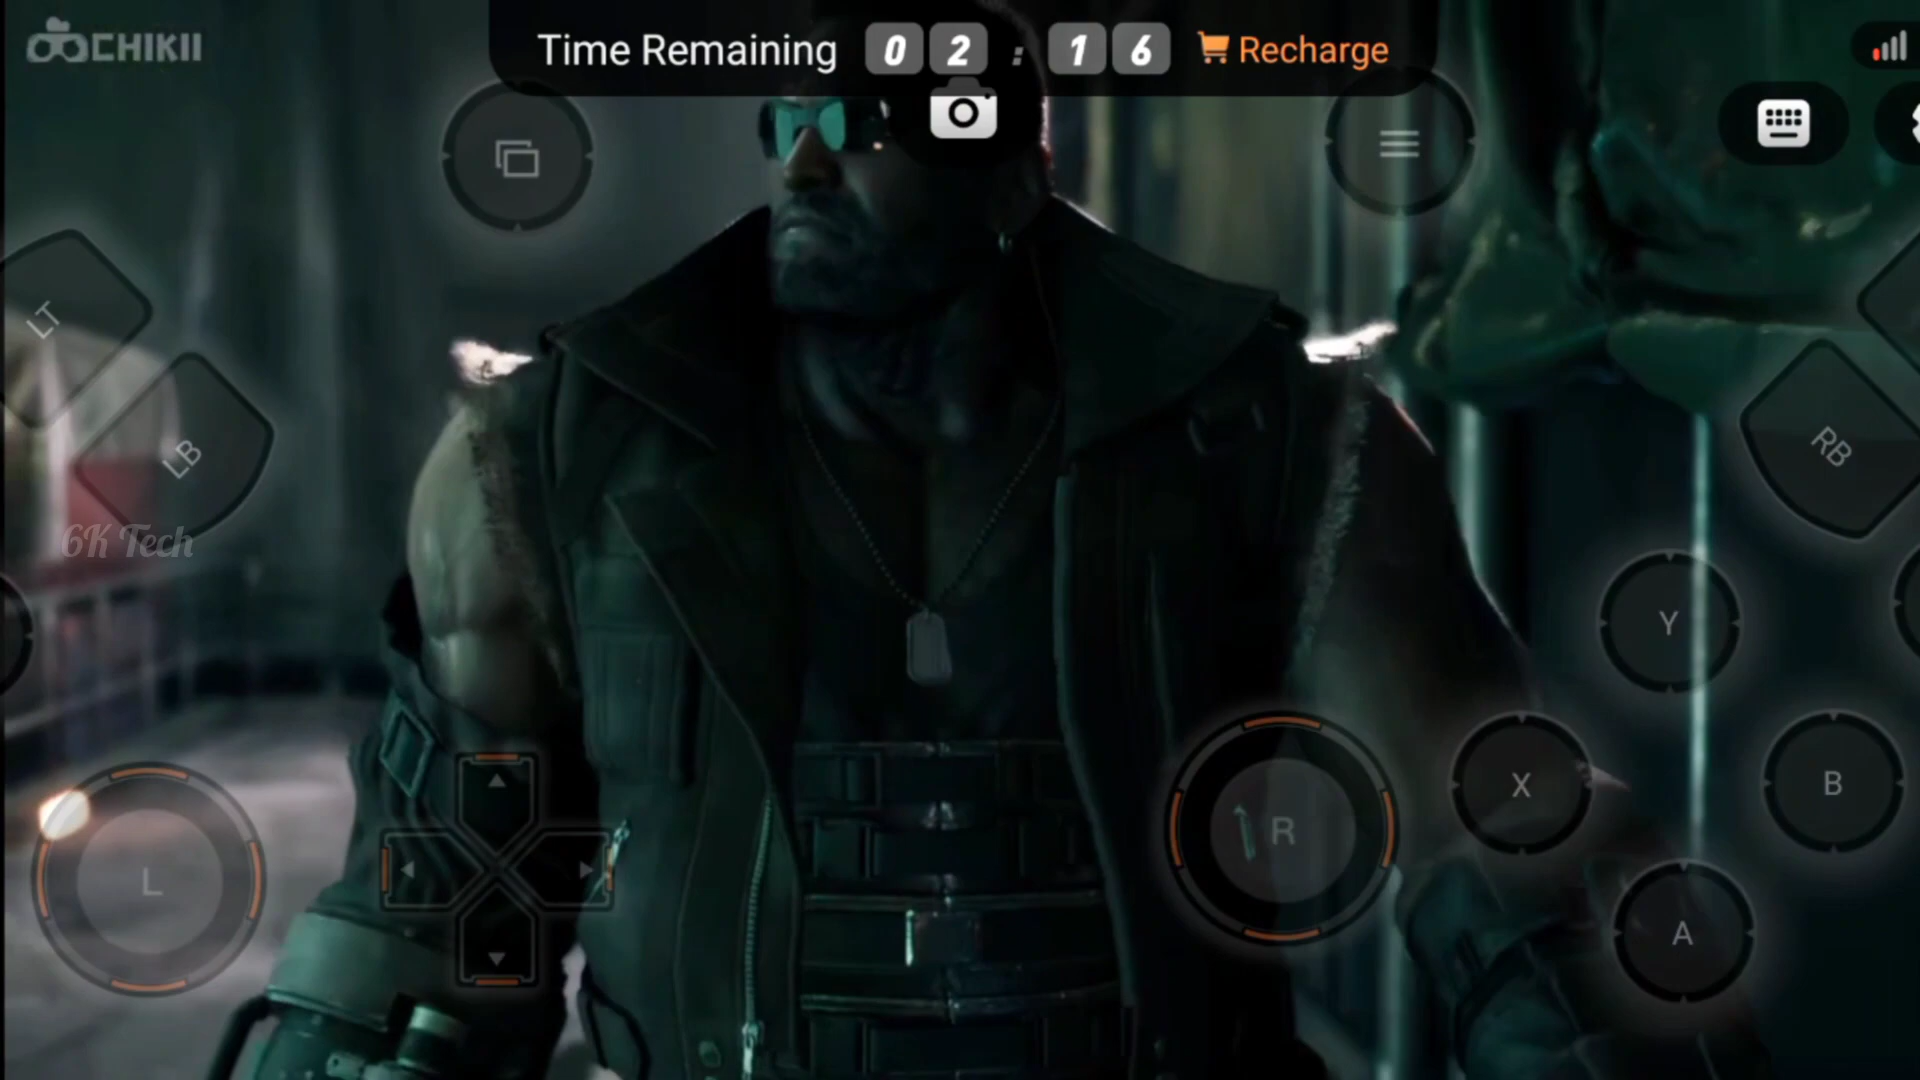 CHIKII
Time Remaining 02:16 Recharge
LT
LB
RB
6K Tech
Y
X
B
A
L
R